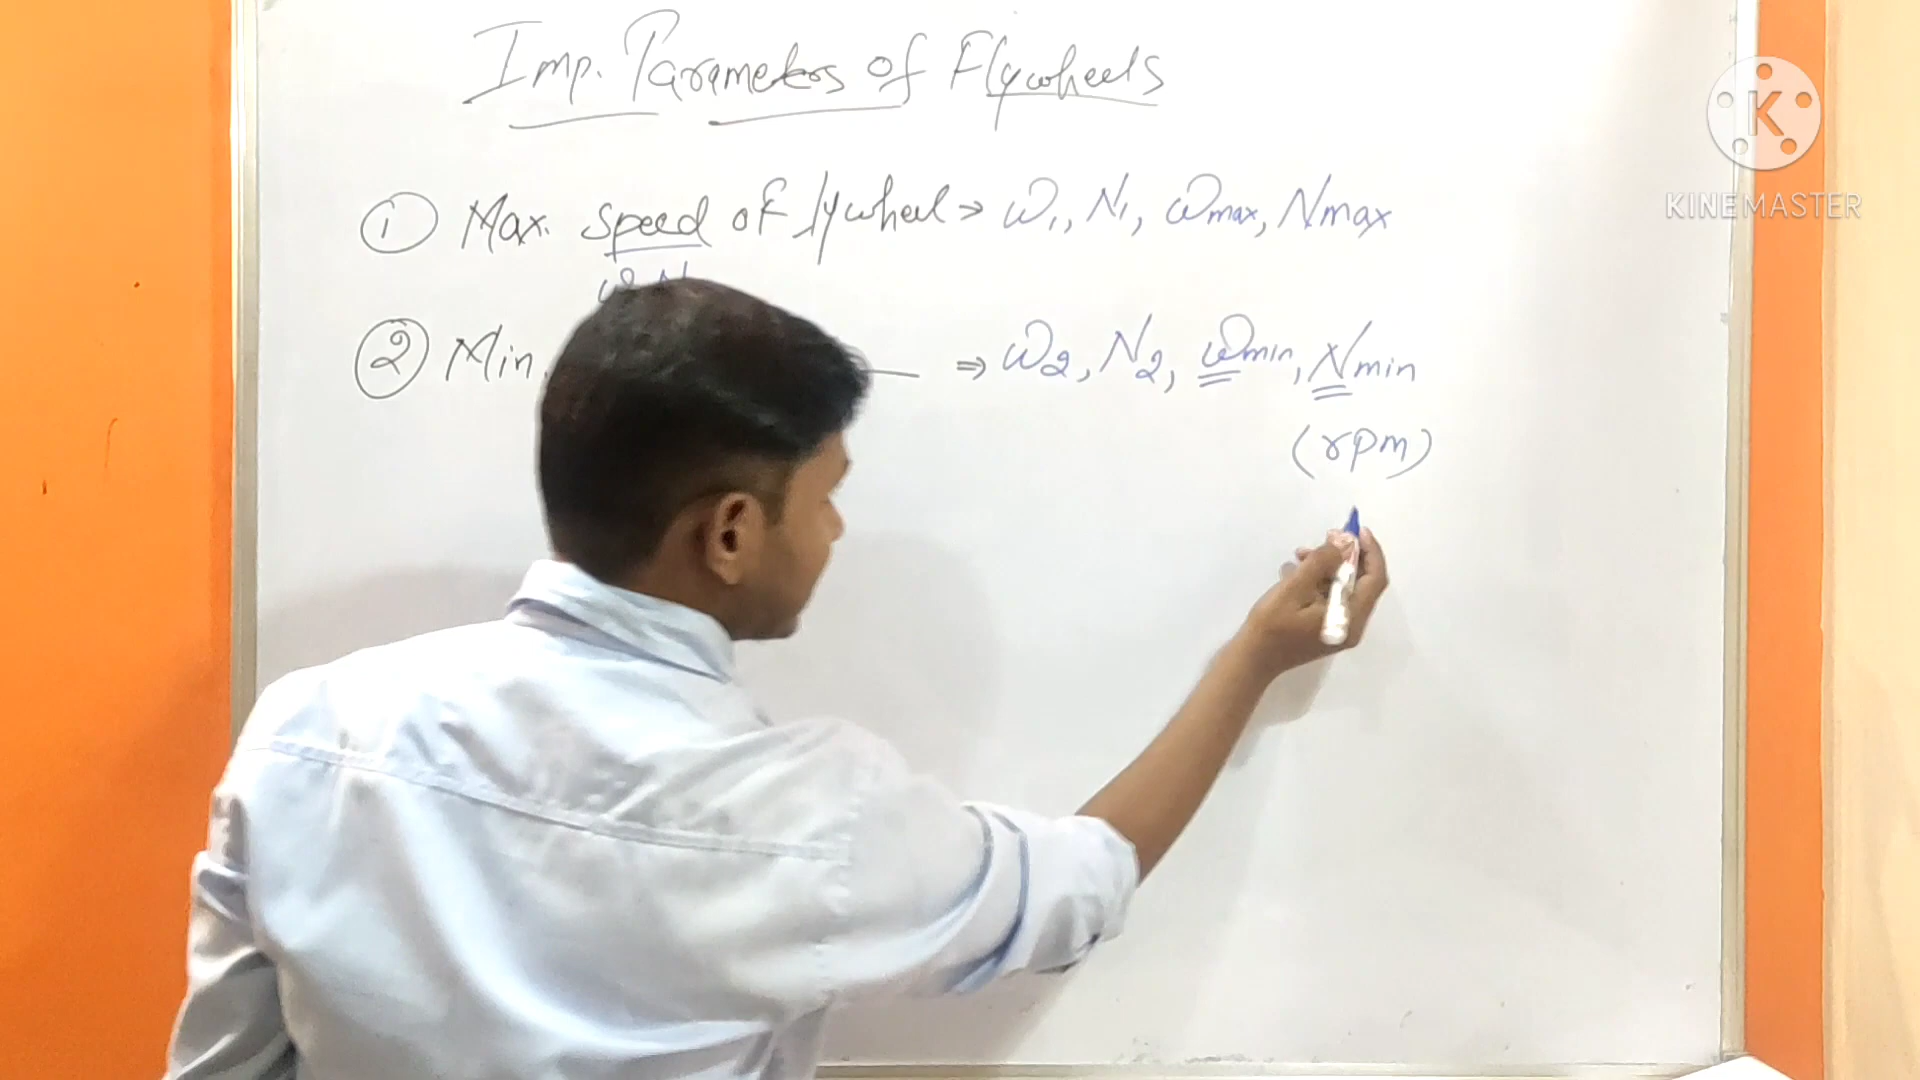 Imp. Parameters of Flywheels
① Max. speed of flywheel → ω1, N1, ωmax, Nmax
ω N
② Min. ⇒ ω2, N2, ωmin, Nmin
(rpm)
K
KINEMASTER